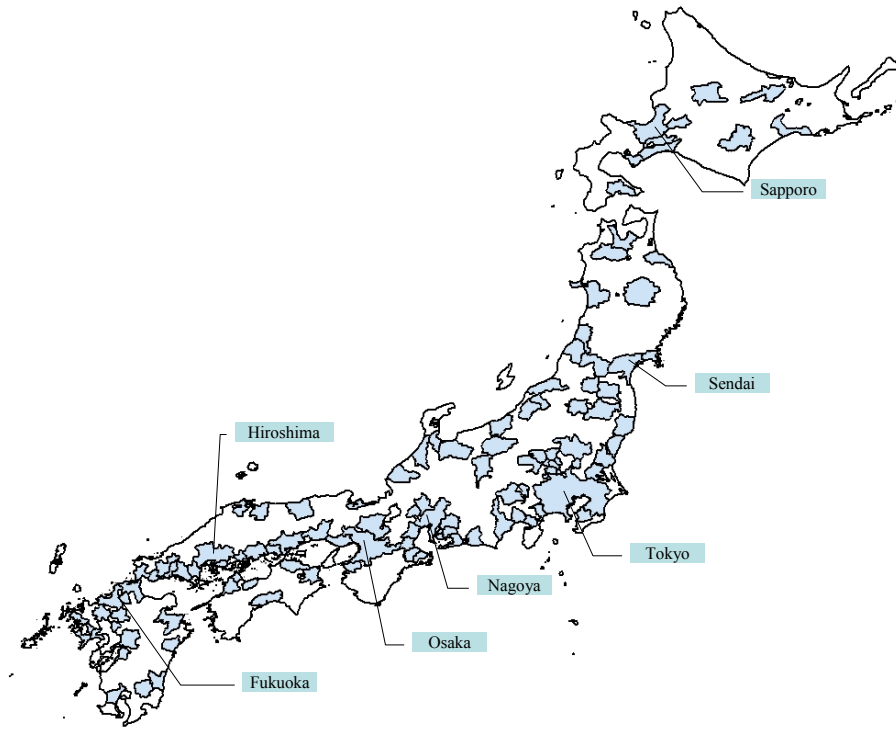 Sapporo
Sendai
Hiroshima
Tokyo
Nagoya
Osaka
Fukuoka